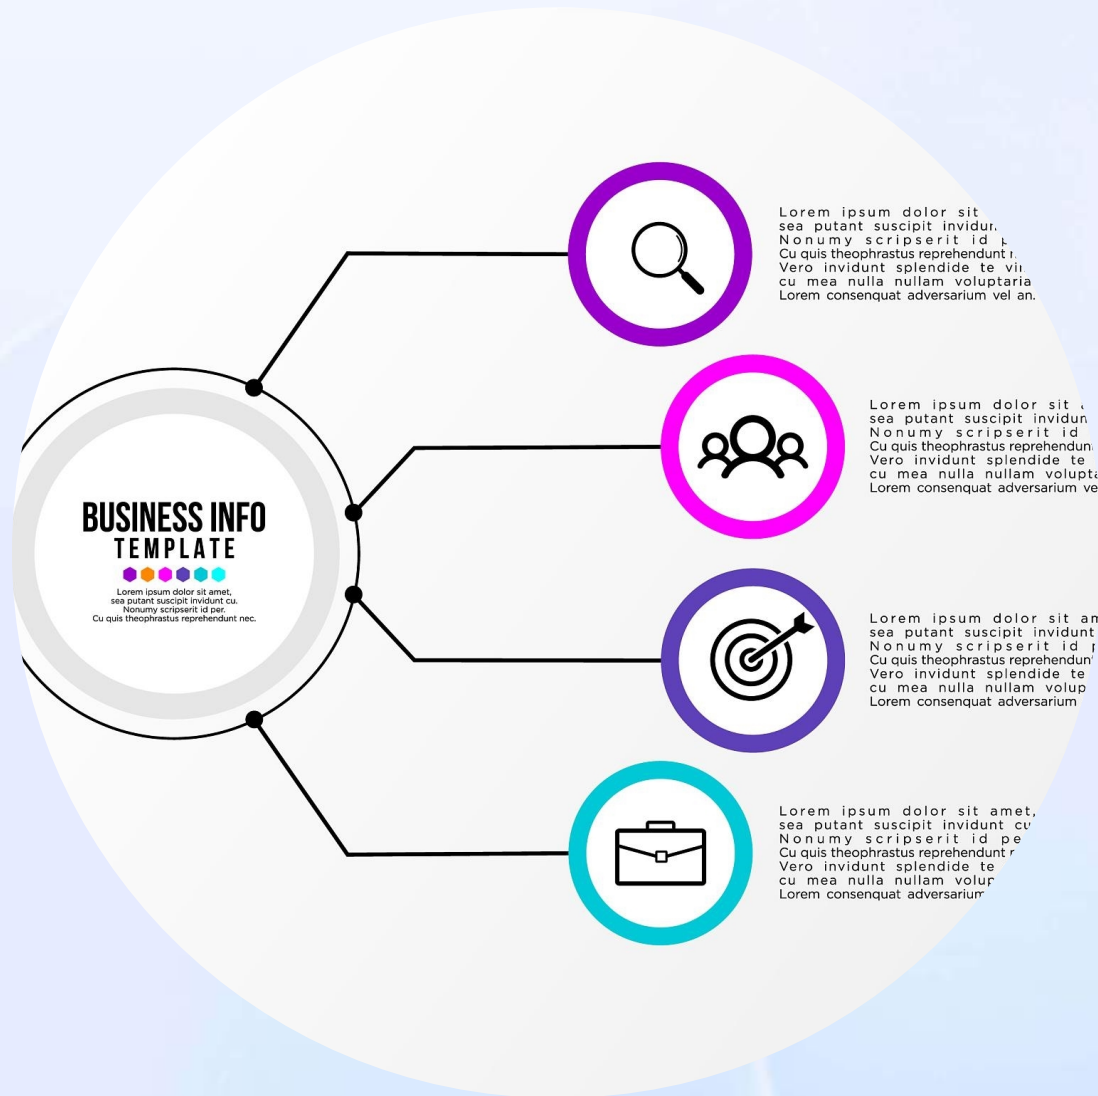 BUSINESS INFO
TEMPLATE
Lorem ipsum dolor sit amet,
sea putant suscipit invidunt cu.
Nonumy scripserit id per.
Cu quis theophrastus reprehendunt nec.
Lorem ipsum dolor sit
sea putant suscipit
Nonumy scripserit id
Cu quis theophrastus reprehendunt
Vero invidunt splendide te
cu mea nulla nullam voluptaria
Lorem consenquat adversarium vel an.
Lorem ipsum dolor sit
sea putant suscipit
Nonumy scripserit id
Cu quis theophrastus
Vero invidunt splendide te
cu mea nulla nullam
Lorem consenquat adversarium
Lorem ipsum dolor sit
sea putant suscipit invidunt
Nonumy scripserit id
Cu quis theophrastus
Vero invidunt splendide te
cu mea nulla nullam
Lorem consenquat adversarium
Lorem ipsum dolor sit amet,
sea putant suscipit invidunt
Nonumy scripserit id
Cu quis theophrastus reprehendunt
Vero invidunt splendide te
cu mea nulla nullam
Lorem consenquat adversarium